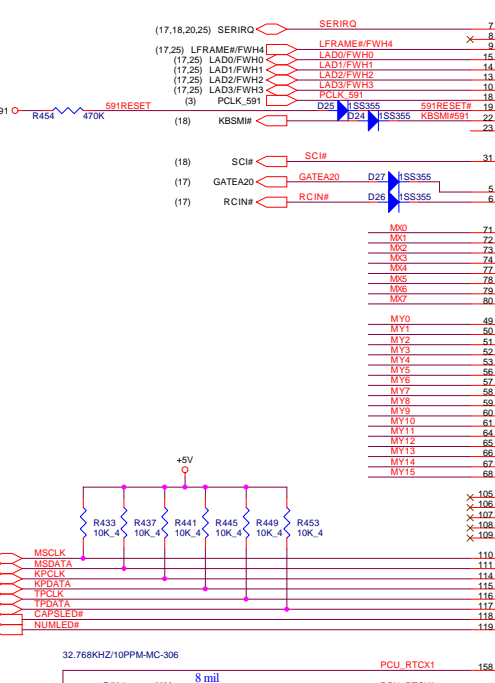 (17,18,20,25) SERIRQ SERIRQ 7
8
(17,25) LFRAME#/FWH4 LFRAME#/FWH4 9
(17,25) LAD0/FWH0 LAD0/FWH0 15
(17,25) LAD1/FWH1 LAD1/FWH1 14
(17,25) LAD2/FWH2 LAD2/FWH2 13
(17,25) LAD3/FWH3 LAD3/FWH3 10
(3) PCLK_591 PCLK_591 18
91 591RESET D25 1SS355 591RESET# 19
R454 470K
(18) KBSMI# D24 1SS355 KBSMI#591 22
23
(18) SCI# SCI# 31
(17) GATEA20 GATEA20 D27 1SS355 5
(17) RCIN# RCIN# D26 1SS355 6
MX0 71
MX1 72
MX2 73
MX3 74
MX4 77
MX5 78
MX6 79
MX7 80
MY0 49
MY1 50
MY2 51
MY3 52
MY4 53
MY5 56
MY6 57
MY7 58
MY8 59
MY9 60
MY10 61
MY11 64
MY12 65
MY13 66
MY14 67
MY15 68
+5V
105
106
107
108
109
R433 R437 R441 R445 R449 R453
10K_4 10K_4 10K_4 10K_4 10K_4 10K_4
MSCLK 110
MSDATA 111
KPCLK 114
KPDATA 115
TPCLK 116
TPDATA 117
CAPSLED# 118
NUMLED# 119
32.768KHZ/10PPM-MC-306
PCU_RTCX1 158
8 mil